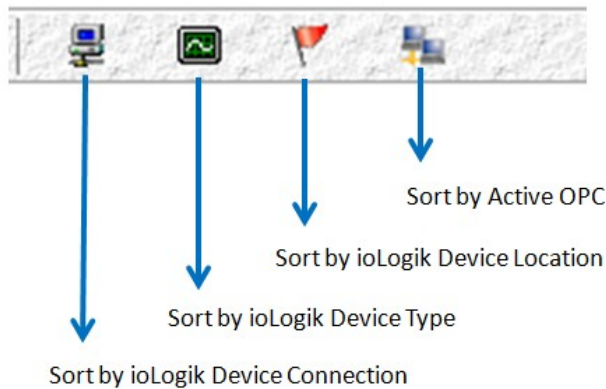 Sort by Active OPC
Sort by ioLogik Device Location
Sort by ioLogik Device Type
Sort by ioLogik Device Connection